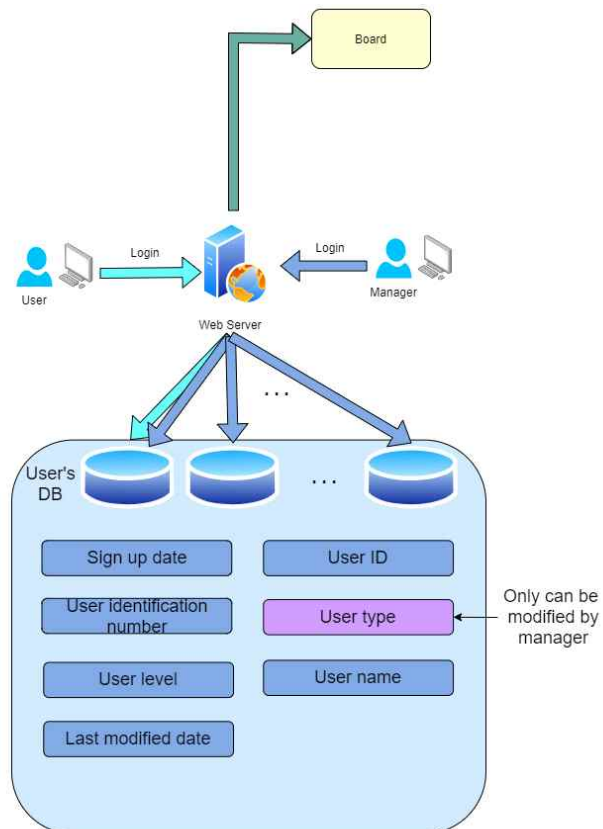 Board
Login
Login
User
Manager
Web Server
...
User's
DB
...
Sign up date
User ID
User identification
number
User type
Only can be
modified by
manager
User level
User name
Last modified date